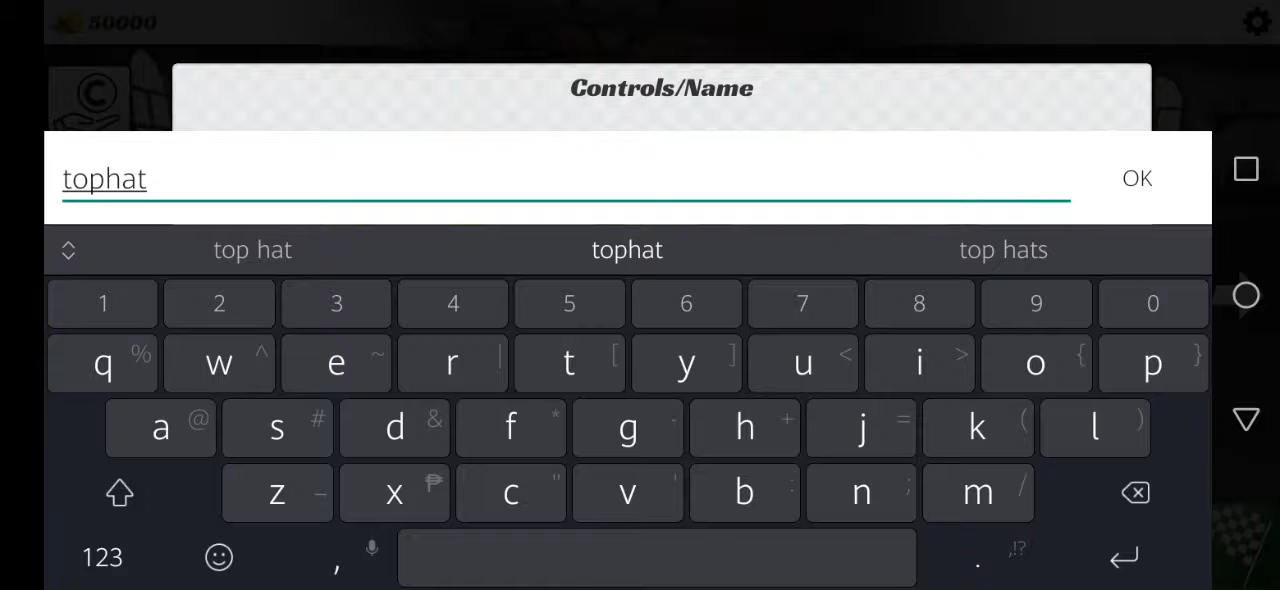 50000
Controls/Name
tophat
OK
top hat tophat top hats
1 2 3 4 5 6 7 8 9 0
q % w ^ e ~ r | t [ y ] u < i > o { p }
a @ s # d & f * g - h + j = k ( l )
z _ x ₱ c " v ' b : n ; m /
123 , . ,!?